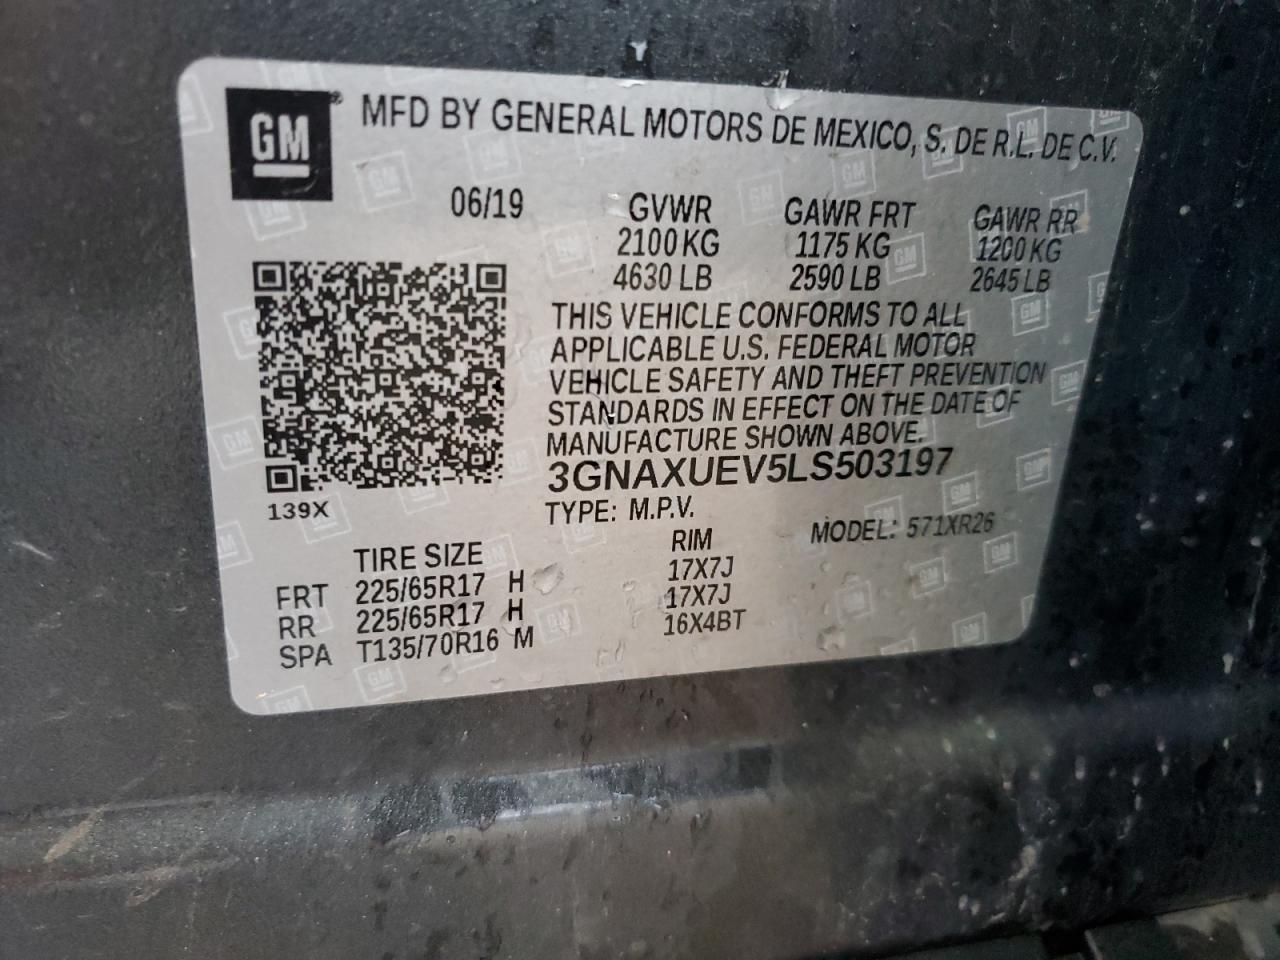 GM MFD BY GENERAL MOTORS DE MEXICO, S. DE R.L. DE C.V.
06/19 GVWR GAWR FRT GAWR RR
2100 KG 1175 KG 1200 KG
4630 LB 2590 LB 2645 LB
THIS VEHICLE CONFORMS TO ALL
APPLICABLE U.S. FEDERAL MOTOR
VEHICLE SAFETY AND THEFT PREVENTION
STANDARDS IN EFFECT ON THE DATE OF
MANUFACTURE SHOWN ABOVE.
3GNAXUEV5LS503197
139X
TYPE: M.P.V. MODEL: 571XR26
TIRE SIZE RIM
FRT 225/65R17 H 17X7J
RR 225/65R17 H 17X7J
SPA T135/70R16 M 16X4BT